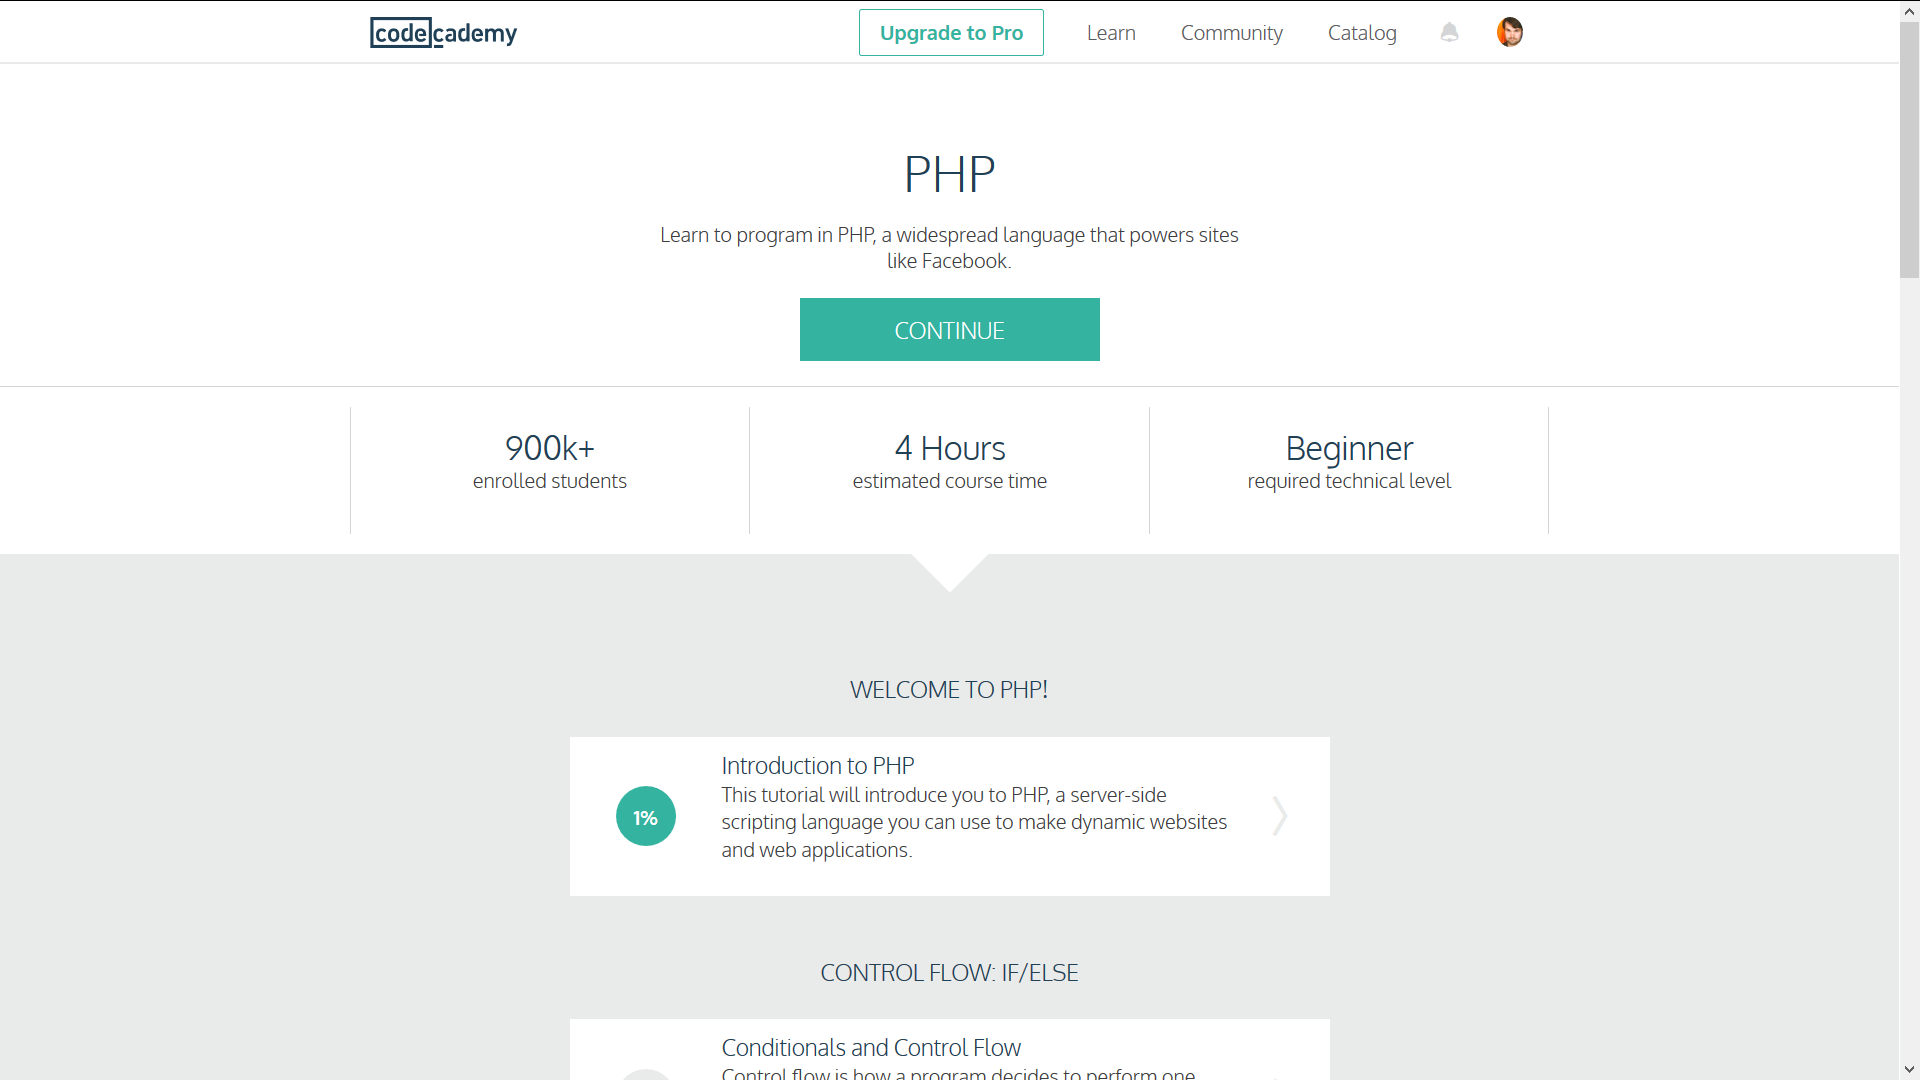 codecademy
Upgrade to Pro
Learn
Community
Catalog
PHP
Learn to program in PHP, a widespread language that powers sites
like Facebook.
CONTINUE
900k+
enrolled students
4 Hours
estimated course time
Beginner
required technical level
WELCOME TO PHP!
1%
Introduction to PHP
This tutorial will introduce you to PHP, a server-side
scripting language you can use to make dynamic websites
and web applications.
CONTROL FLOW: IF/ELSE
Conditionals and Control Flow
Control flow is how a program decides to perform one